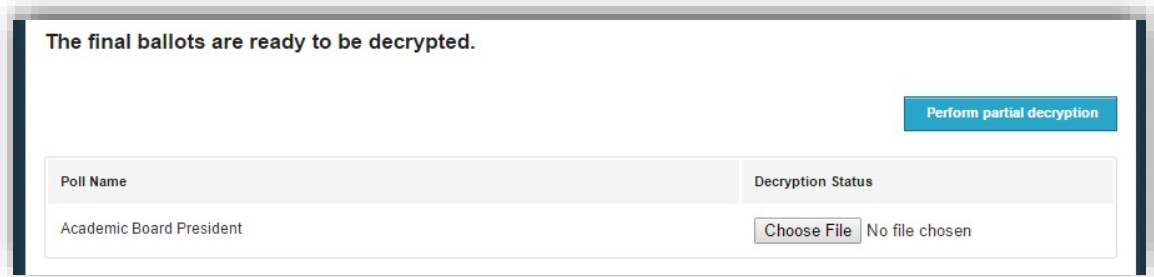 The final ballots are ready to be decrypted.
Perform partial decryption
Poll Name Decryption Status
Academic Board President Choose File No file chosen